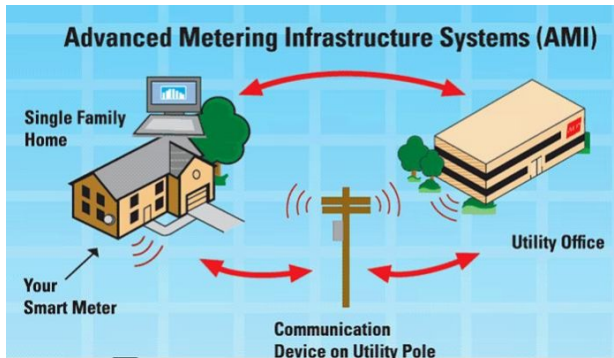 Advanced Metering Infrastructure Systems (AMI)
Single Family
Home
Utility Office
Your
Smart Meter
Communication
Device on Utility Pole